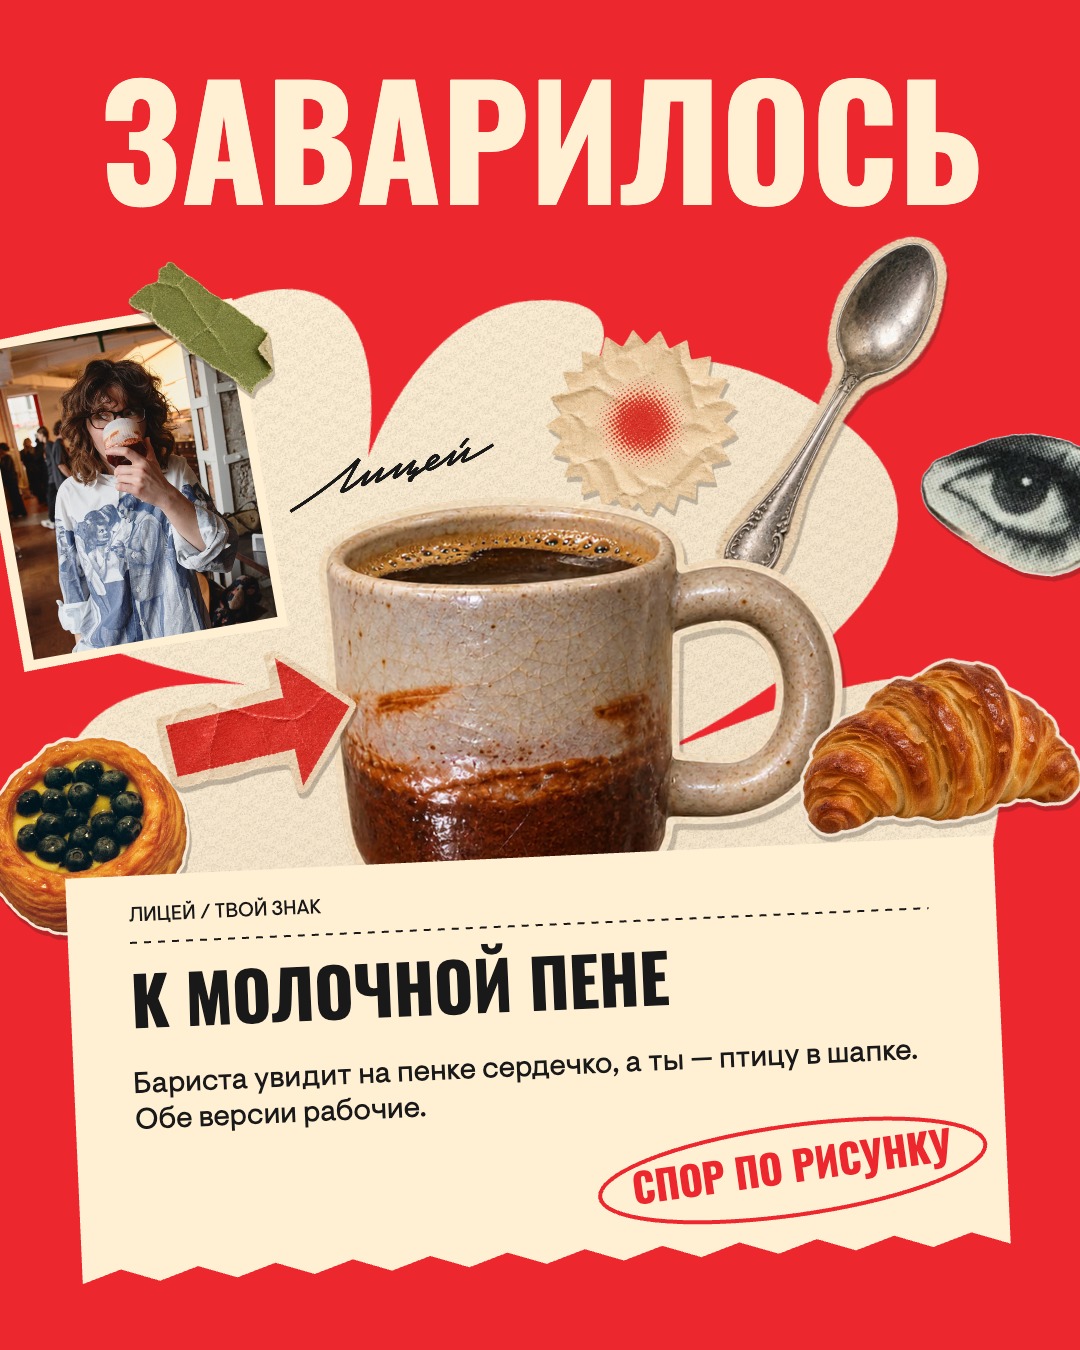 ЗАВАРИЛОСЬ
Лицей
ЛИЦЕЙ / ТВОЙ ЗНАК
К МОЛОЧНОЙ ПЕНЕ
Бариста увидит на пенке сердечко, а ты — птицу в шапке.
Обе версии рабочие.
СПОР ПО РИСУНКУ